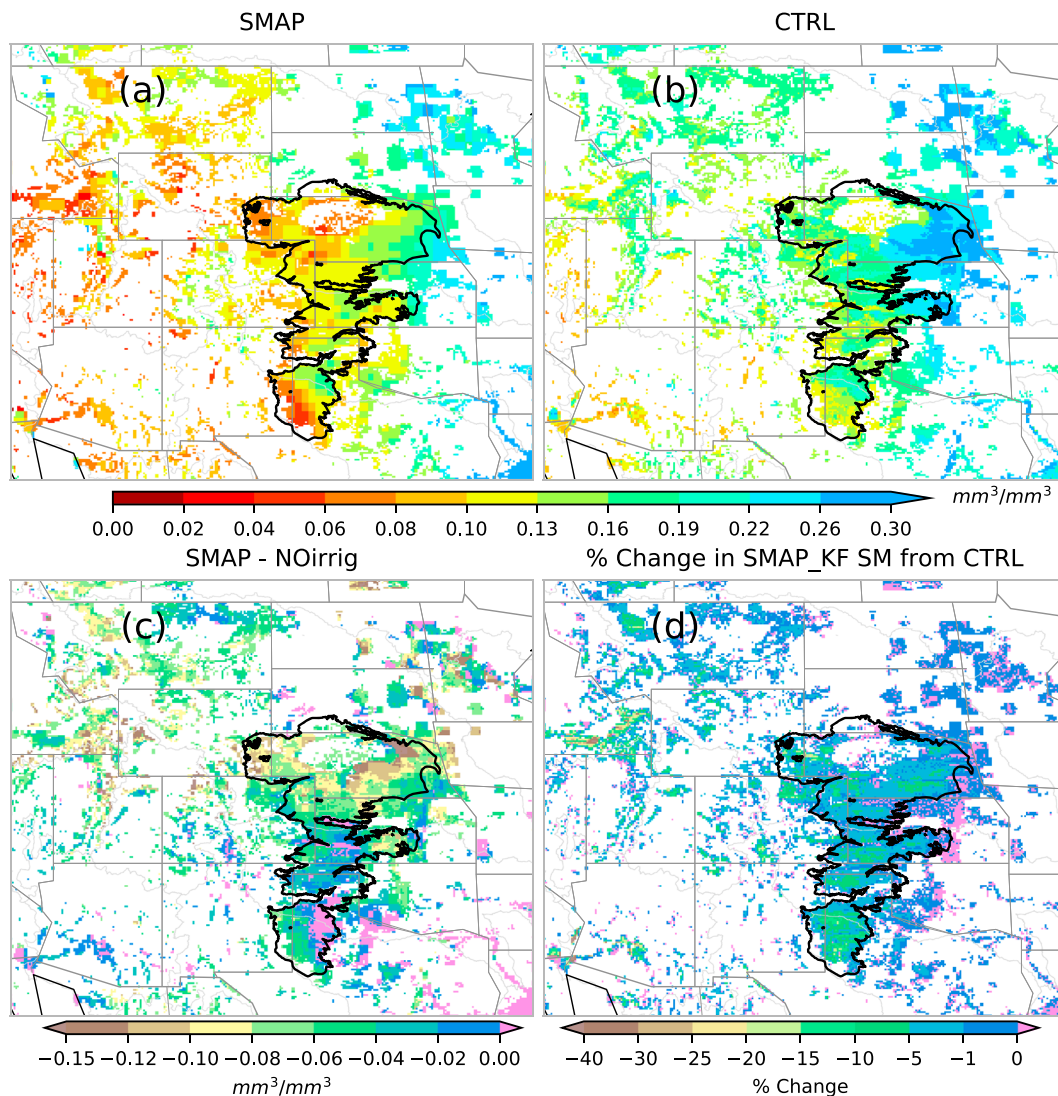 SMAP CTRL
(a) (b)
mm³/mm³
0.00 0.02 0.04 0.06 0.08 0.10 0.13 0.16 0.19 0.22 0.26 0.30
SMAP - NOirrig % Change in SMAP_KF SM from CTRL
(c) (d)
−0.15 −0.12 −0.10 −0.08 −0.06 −0.04 −0.02 0.00
mm³/mm³
−40 −30 −25 −20 −15 −10 −5 −1 0
% Change